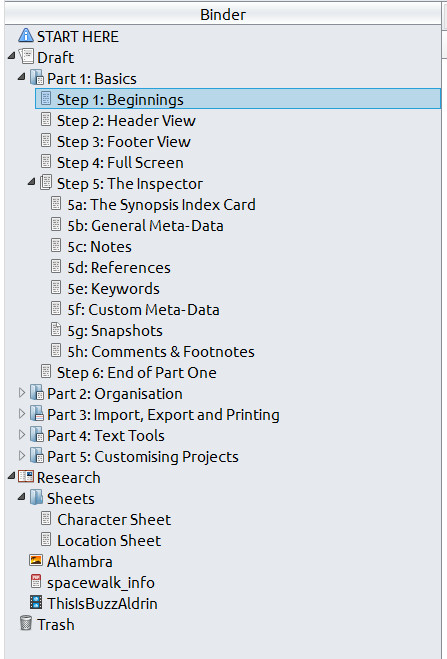 Binder
START HERE
Draft
Part 1: Basics
Step 1: Beginnings
Step 2: Header View
Step 3: Footer View
Step 4: Full Screen
Step 5: The Inspector
5a: The Synopsis Index Card
5b: General Meta-Data
5c: Notes
5d: References
5e: Keywords
5f: Custom Meta-Data
5g: Snapshots
5h: Comments & Footnotes
Step 6: End of Part One
Part 2: Organisation
Part 3: Import, Export and Printing
Part 4: Text Tools
Part 5: Customising Projects
Research
Sheets
Character Sheet
Location Sheet
Alhambra
spacewalk_info
ThisIsBuzzAldrin
Trash